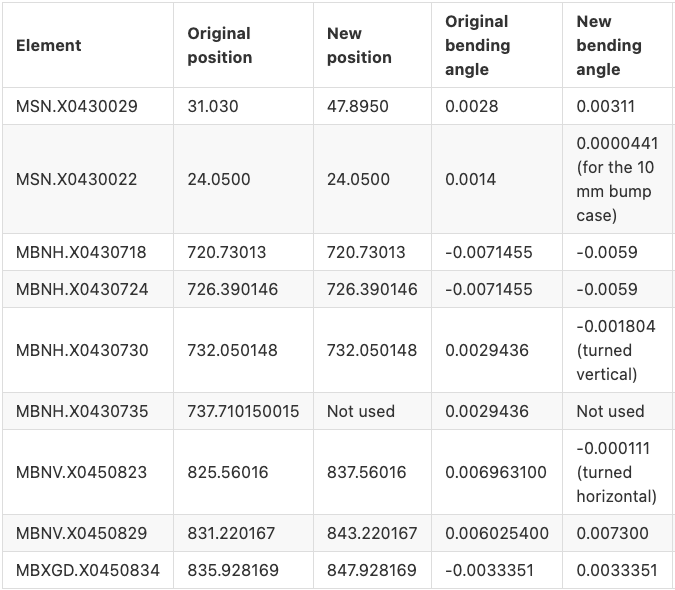 Element Original position New position Original bending angle New bending angle
MSN.X0430029 31.030 47.8950 0.0028 0.00311
MSN.X0430022 24.0500 24.0500 0.0014 0.0000441 (for the 10 mm bump case)
MBNH.X0430718 720.73013 720.73013 -0.0071455 -0.0059
MBNH.X0430724 726.390146 726.390146 -0.0071455 -0.0059
MBNH.X0430730 732.050148 732.050148 0.0029436 -0.001804 (turned vertical)
MBNH.X0430735 737.710150015 Not used 0.0029436 Not used
MBNV.X0450823 825.56016 837.56016 0.006963100 -0.000111 (turned horizontal)
MBNV.X0450829 831.220167 843.220167 0.006025400 0.007300
MBXGD.X0450834 835.928169 847.928169 -0.0033351 0.0033351